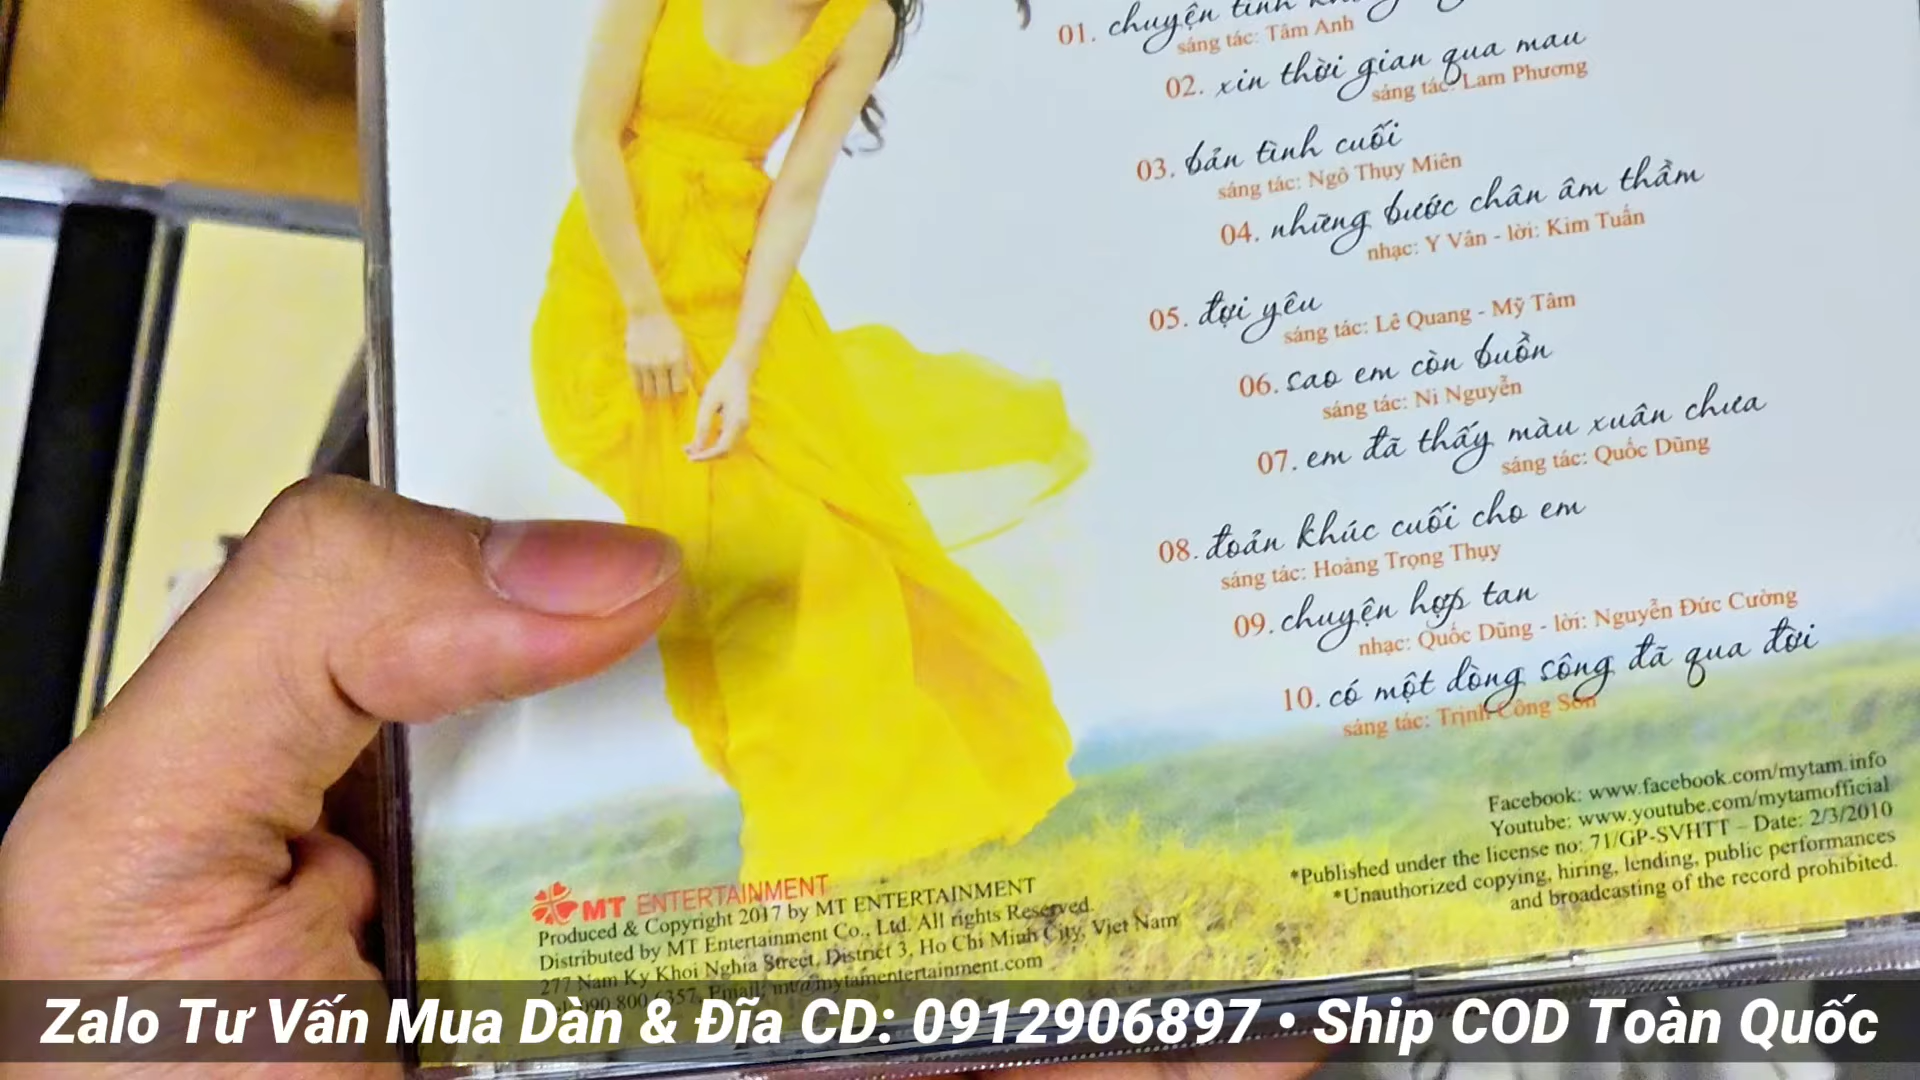 01. chuyện tình
sáng tác: Tâm Anh
02. xin thời gian qua mau
sáng tác: Lam Phương
03. bản tình cuối
sáng tác: Ngô Thụy Miên
04. những bước chân âm thầm
nhạc: Y Vân - lời: Kim Tuấn
05. đợi yêu
sáng tác: Lê Quang - Mỹ Tâm
06. sao em còn buồn
sáng tác: Ni Nguyễn
07. em đã thấy màu xuân chưa
sáng tác: Quốc Dũng
08. đoản khúc cuối cho em
sáng tác: Hoàng Trọng Thụy
09. chuyện hợp tan
nhạc: Quốc Dũng - lời: Nguyễn Đức Cường
10. có một dòng sông đã qua đời
sáng tác: Trịnh Công Sơn
Facebook: www.facebook.com/mytam.info
Youtube: www.youtube.com/mytamofficial
*Published under the license no: 71/GP-SVHTT – Date: 2/3/2010
*Unauthorized copying, hiring, lending, public performances
and broadcasting of the record prohibited.
MT ENTERTAINMENT
Produced & Copyright 2017 by MT ENTERTAINMENT
Distributed by MT Entertainment Co., Ltd. All rights Reserved.
277 Nam Ky Khoi Nghia Street, District 3, Ho Chi Minh City, Viet Nam
090 800 6357, Email: mt@mytamentertainment.com
Zalo Tư Vấn Mua Dàn & Đĩa CD: 0912906897 • Ship COD Toàn Quốc